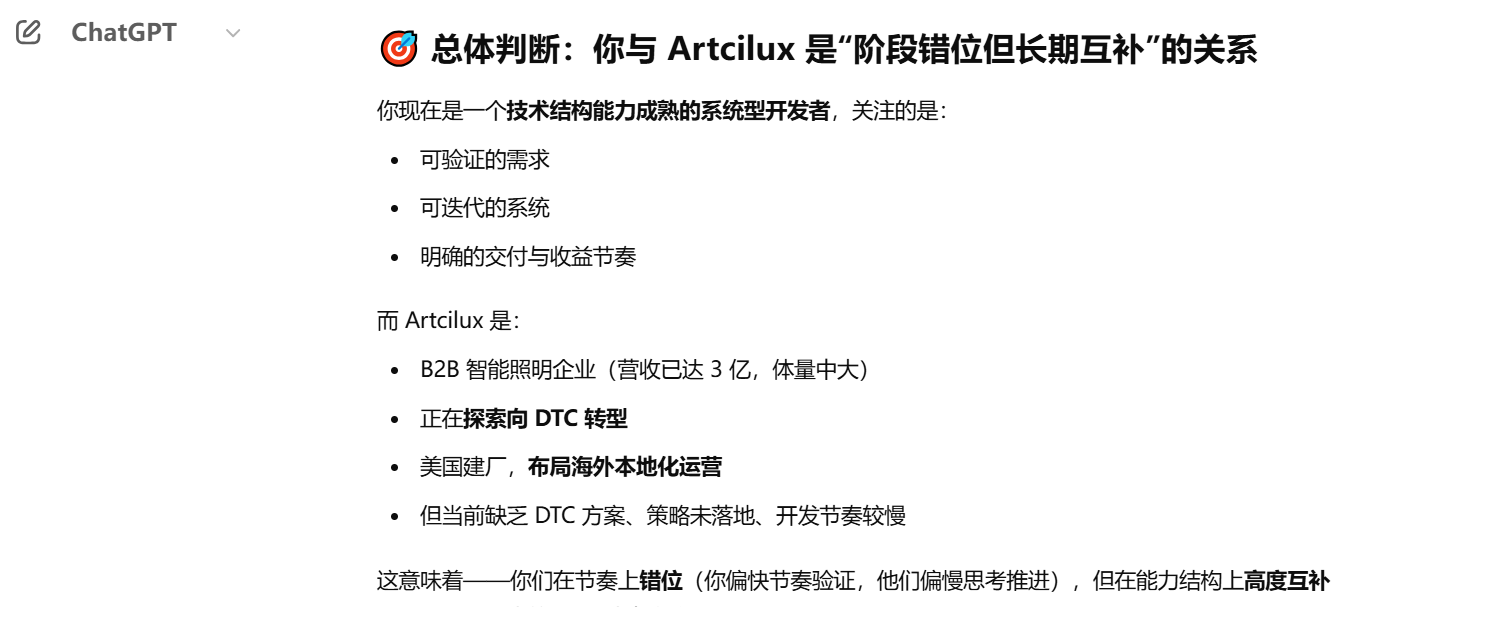 ChatGPT
🎯 总体判断：你与 Artcilux 是“阶段错位但长期互补”的关系
你现在是一个技术结构能力成熟的系统型开发者，关注的是：
• 可验证的需求
• 可迭代的系统
• 明确的交付与收益节奏
而 Artcilux 是：
• B2B 智能照明企业（营收已达 3 亿，体量中大）
• 正在探索向 DTC 转型
• 美国建厂，布局海外本地化运营
• 但当前缺乏 DTC 方案、策略未落地、开发节奏较慢
这意味着——你们在节奏上错位（你偏快节奏验证，他们偏慢思考推进），但在能力结构上高度互补